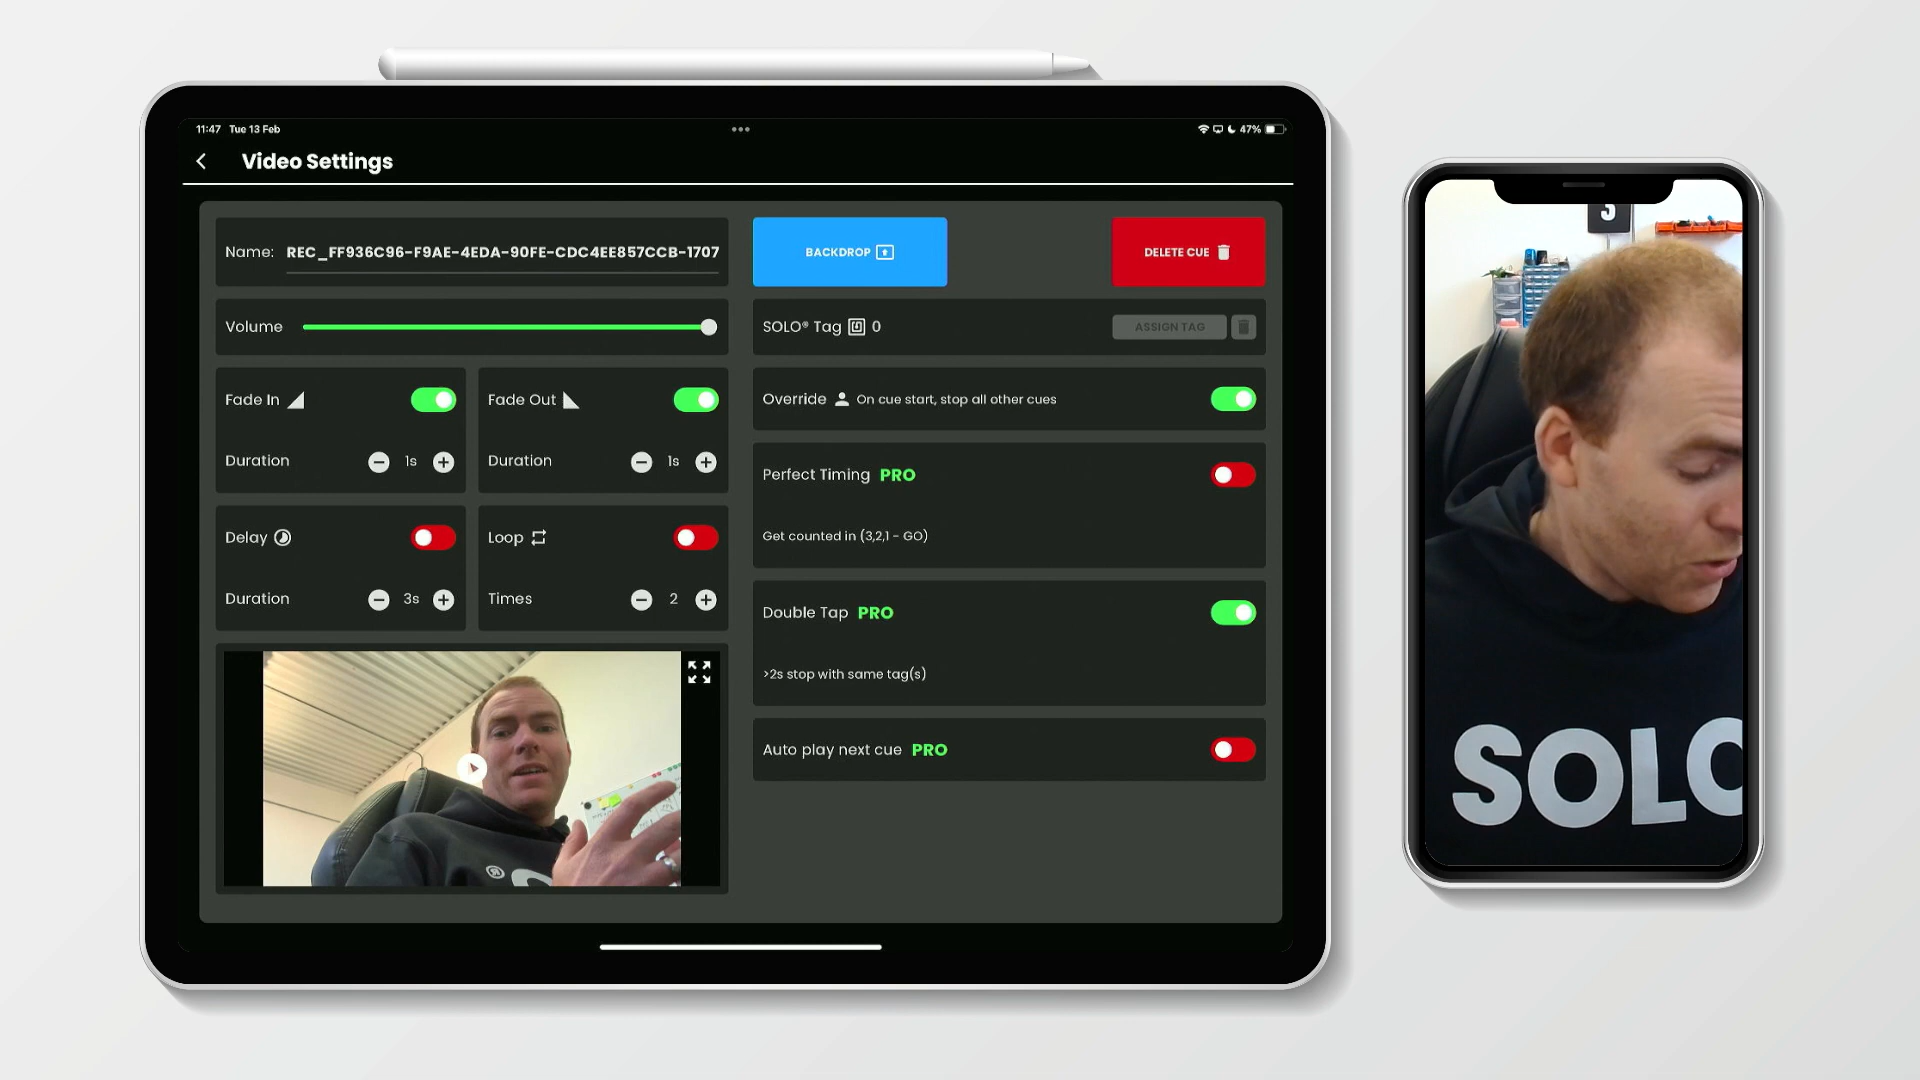 11:47 Tue 13 Feb
47%
Video Settings
Name: REC_FF936C96-F9AE-4EDA-90FE-CDC4EE857CCB-1707
BACKDROP
DELETE CUE
Volume
SOLO® Tag 0
ASSIGN TAG
Fade In
Fade Out
Override On cue start, stop all other cues
Duration 1s
Duration 1s
Perfect Timing PRO
Get counted in (3,2,1 - GO)
Delay
Loop
Duration 3s
Times 2
Double Tap PRO
>2s stop with same tag(s)
Auto play next cue PRO
®
3
SOLO